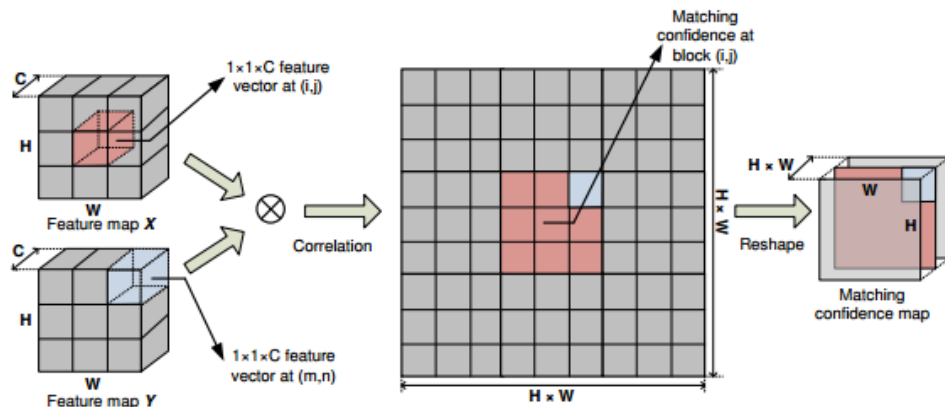 C
H
W
Feature map X
1×1×C feature
vector at (i,j)
C
H
W
Feature map Y
1×1×C feature
vector at (m,n)
Correlation
Matching
confidence at
block (i,j)
H × W
H × W
Reshape
H × W
W
H
Matching
confidence map